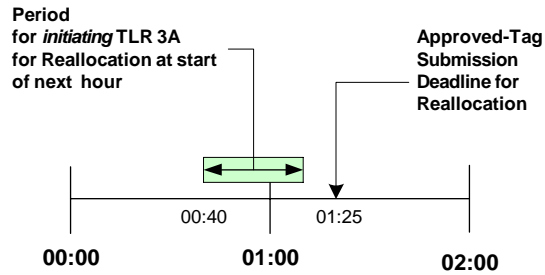 Period
for initiating TLR 3A
for Reallocation at start
of next hour
Approved-Tag
Submission
Deadline for
Reallocation
00:40
01:25
00:00
01:00
02:00